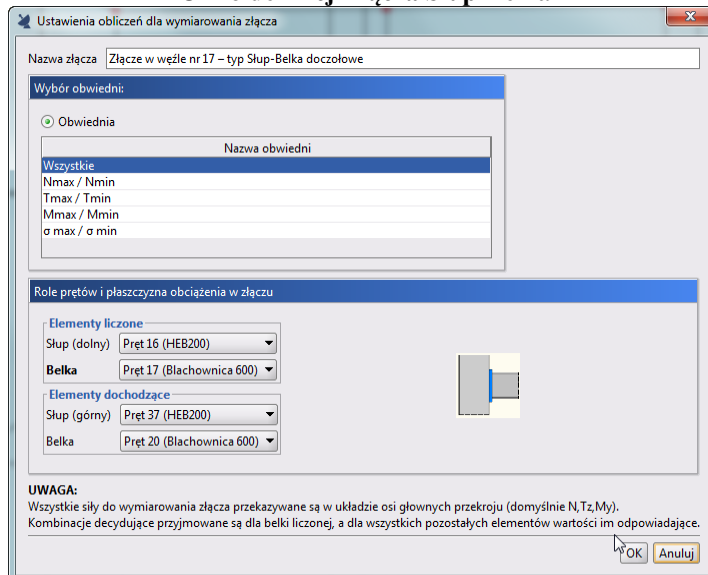 Ustawienia obliczeń dla wymiarowania złącza
Nazwa złącza Złącze w węźle nr 17 – typ Słup-Belka doczołowe
Wybór obwiedni:
Obwiednia
Nazwa obwiedni
Wszystkie
Nmax / Nmin
Tmax / Tmin
Mmax / Mmin
σ max / σ min
Role prętów i płaszczyzna obciążenia w złączu
Elementy liczone
Słup (dolny) Pręt 16 (HEB200)
Belka Pręt 17 (Blachownica 600)
Elementy dochodzące
Słup (górny) Pręt 37 (HEB200)
Belka Pręt 20 (Blachownica 600)
UWAGA:
Wszystkie siły do wymiarowania złącza przekazywane są w układzie osi głownych przekroju (domyślnie N,Tz,My).
Kombinacje decydujące przyjmowane są dla belki liczonej, a dla wszystkich pozostałych elementów wartości im odpowiadające.
OK Anuluj